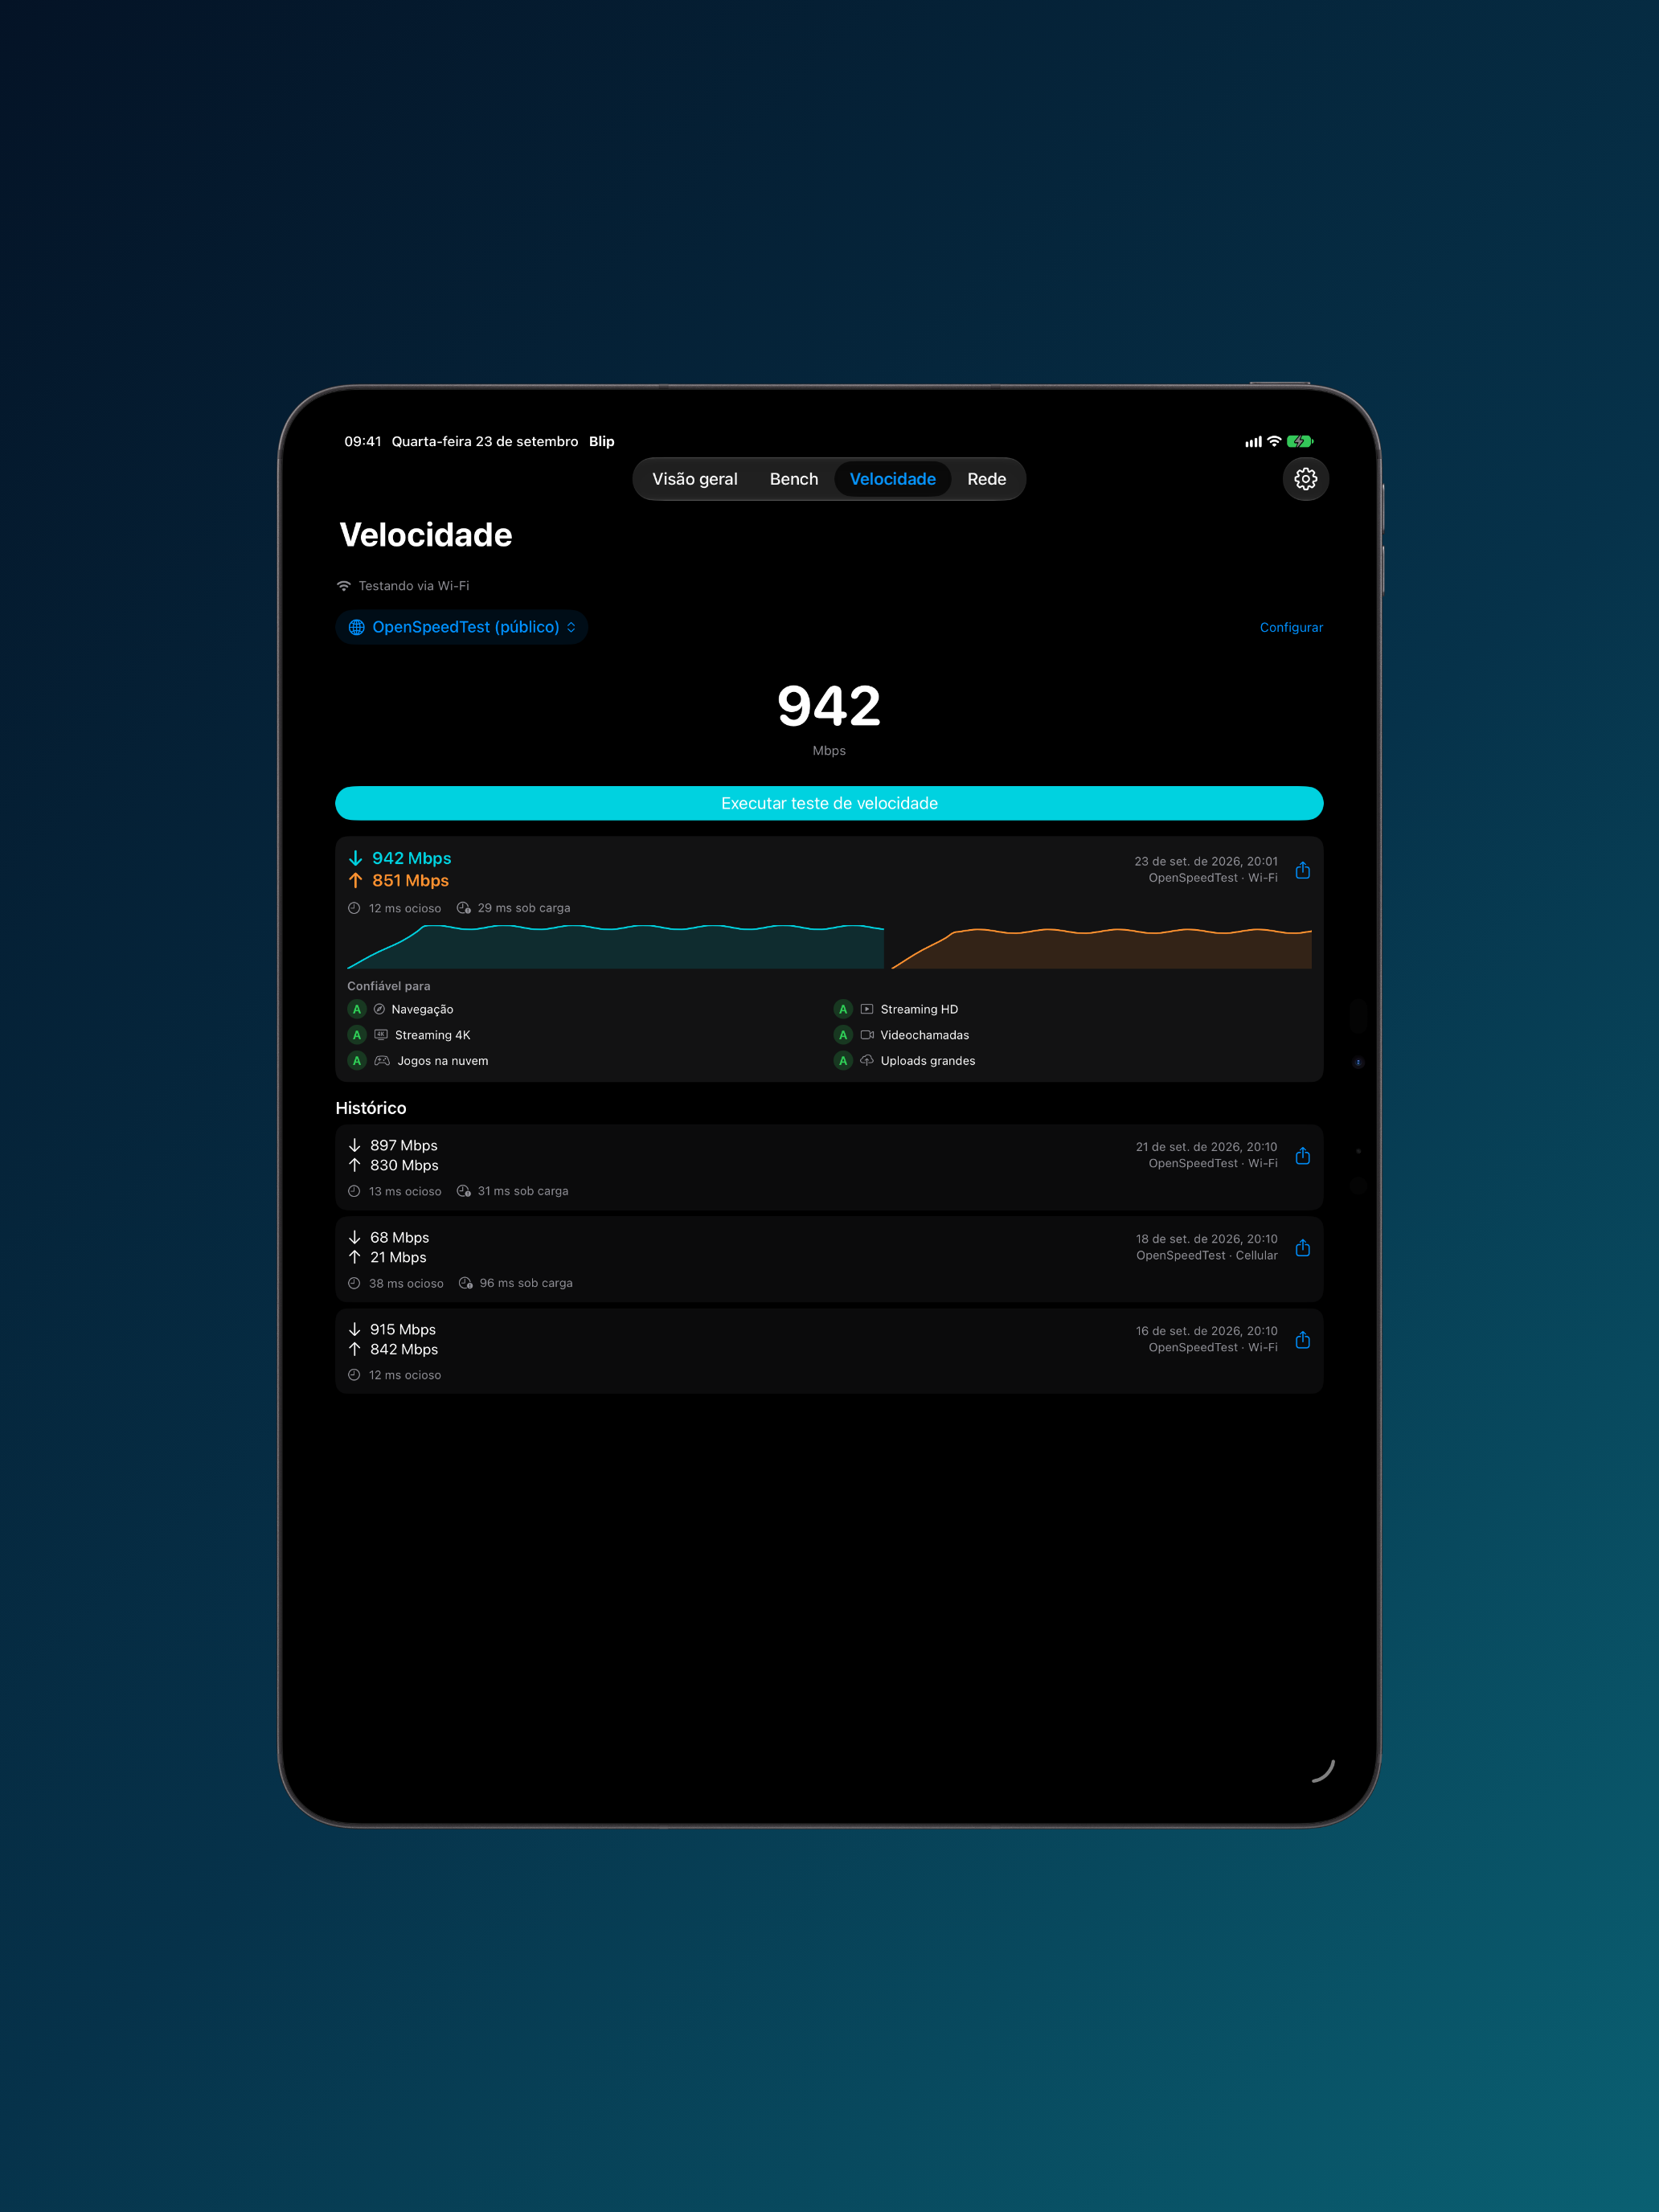 09:41 Quarta-feira 23 de setembro Blip
Visão geral Bench Velocidade Rede
Velocidade
Testando via Wi-Fi
OpenSpeedTest (público) Configurar
942
Mbps
Executar teste de velocidade
942 Mbps
851 Mbps
23 de set. de 2026, 20:01
OpenSpeedTest · Wi-Fi
12 ms ocioso 29 ms sob carga
Confiável para
A Navegação A Streaming HD
A 4K Streaming 4K A Videochamadas
A Jogos na nuvem A Uploads grandes
Histórico
897 Mbps
830 Mbps
21 de set. de 2026, 20:10
OpenSpeedTest · Wi-Fi
13 ms ocioso 31 ms sob carga
68 Mbps
21 Mbps
18 de set. de 2026, 20:10
OpenSpeedTest · Cellular
38 ms ocioso 96 ms sob carga
915 Mbps
842 Mbps
16 de set. de 2026, 20:10
OpenSpeedTest · Wi-Fi
12 ms ocioso